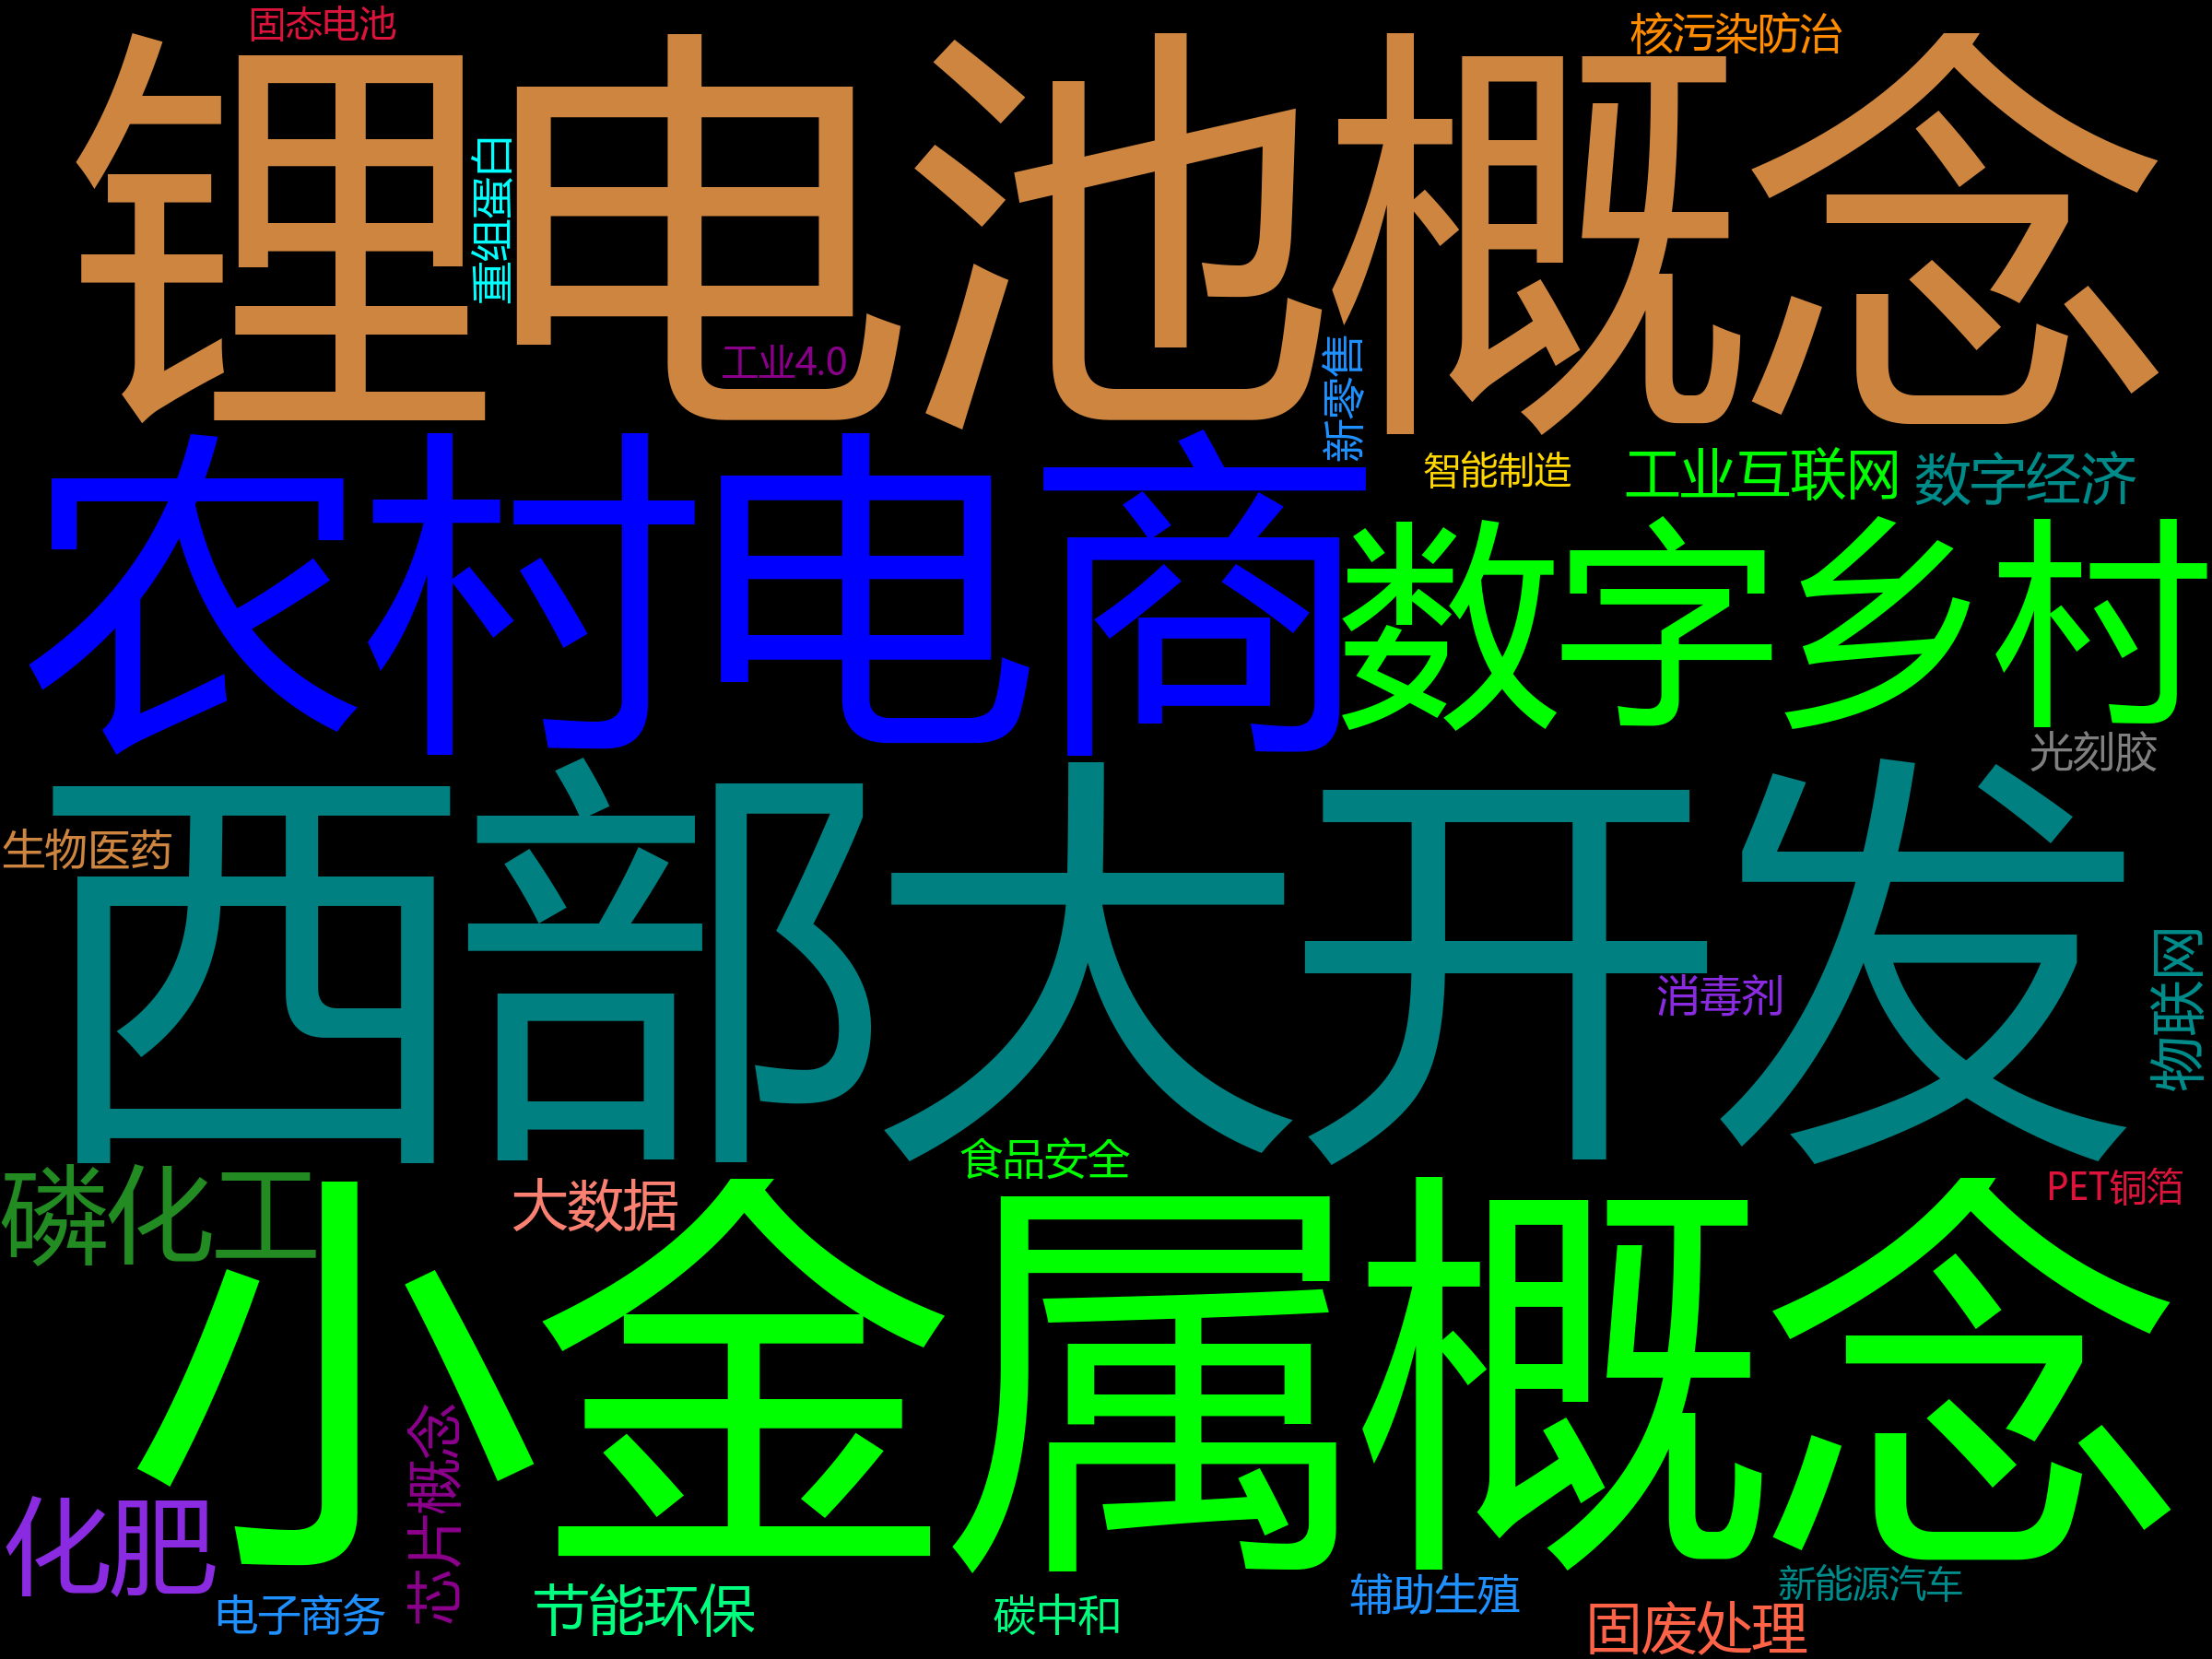 固态电池
核污染防治
锂电池概念
重组蛋白
工业4.0
新零售
智能制造
工业互联网
数字经济
农村电商
数字乡村
光刻胶
生物医药
西部大开发
物联网
消毒剂
食品安全
PET铜箔
磷化工
大数据
小金属概念
芯片概念
化肥
电子商务
节能环保
碳中和
辅助生殖
新能源汽车
固废处理